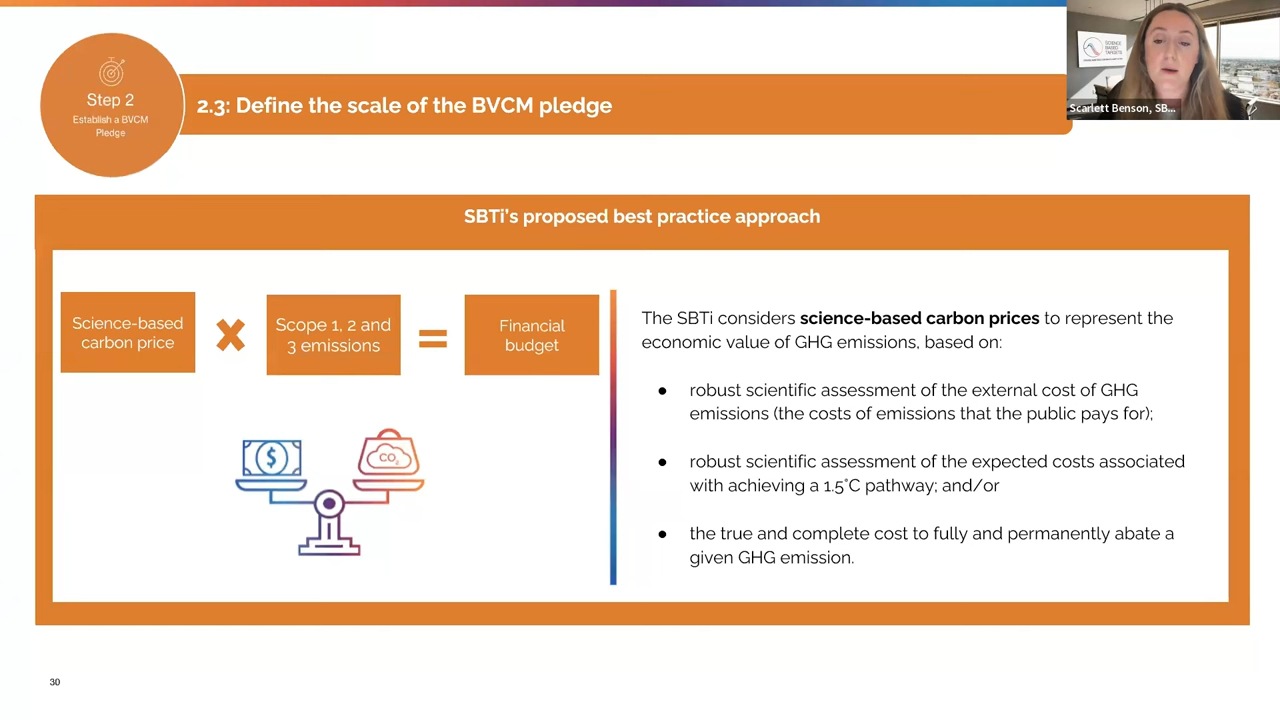 Step 2
Establish a BVCM
Pledge
2.3: Define the scale of the BVCM pledge
SCIENCE
BASED
TARGETS
Scarlett Benson, SB...
SBTi's proposed best practice approach
Science-based
carbon price
Scope 1, 2 and
3 emissions
=
Financial
budget
$
CO2
The SBTi considers science-based carbon prices to represent the
economic value of GHG emissions, based on:
● robust scientific assessment of the external cost of GHG
emissions (the costs of emissions that the public pays for);
● robust scientific assessment of the expected costs associated
with achieving a 1.5°C pathway; and/or
● the true and complete cost to fully and permanently abate a
given GHG emission.
30